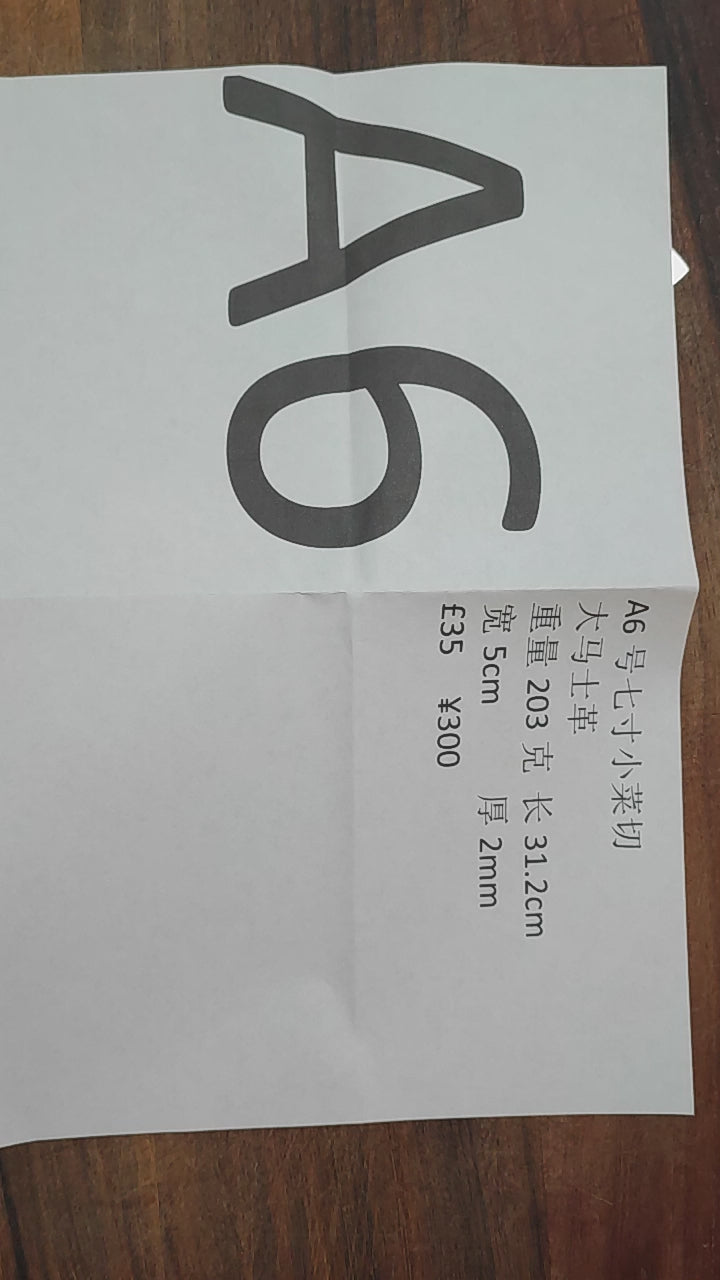 A6
A6 号七寸小菜切
大马士革
重量 203 克 长 31.2cm
宽 5cm 厚 2mm
£35 ¥300